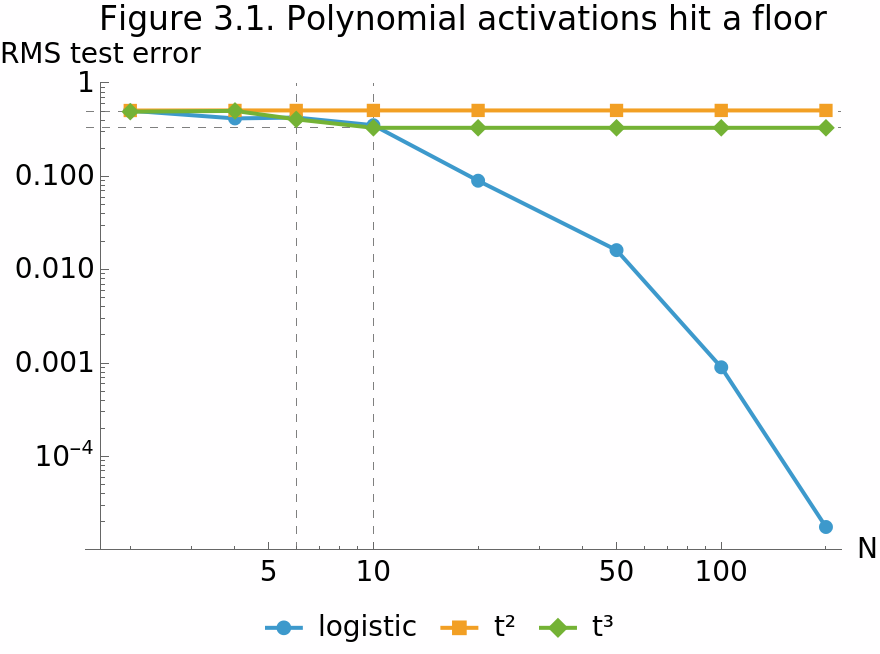 Figure 3.1. Polynomial activations hit a floor
RMS test error
1
0.100
0.010
0.001
10⁻⁴
N
5 10 50 100
logistic t² t³